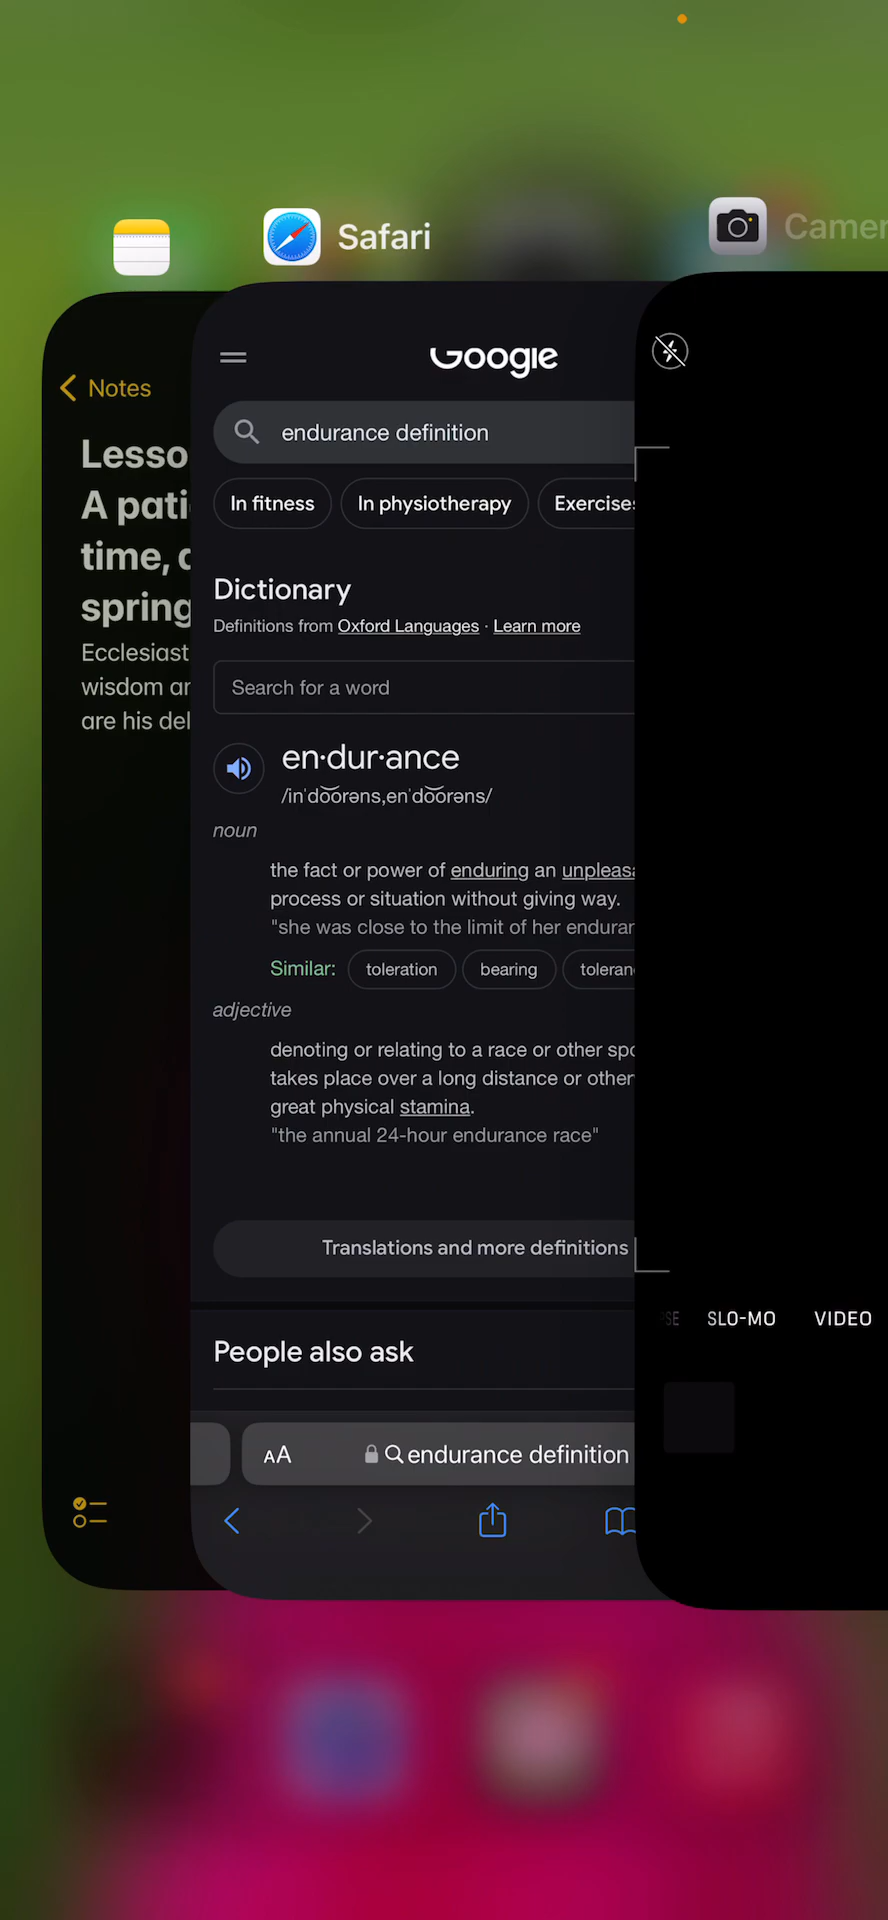 Safari
Camer
Notes
Lesso
A pati
time,
spring
Ecclesiast
wisdom ar
are his del
Google
endurance definition
In fitness
In physiotherapy
Exercises
Dictionary
Definitions from Oxford Languages · Learn more
Search for a word
en·dur·ance
/inˈdo͝orəns,enˈdo͝orəns/
noun
the fact or power of enduring an unpleasa
process or situation without giving way.
"she was close to the limit of her enduran
Similar:
toleration
bearing
toleran
adjective
denoting or relating to a race or other spo
takes place over a long distance or other
great physical stamina.
"the annual 24-hour endurance race"
Translations and more definitions
People also ask
SE
SLO-MO
VIDEO
AA
endurance definition